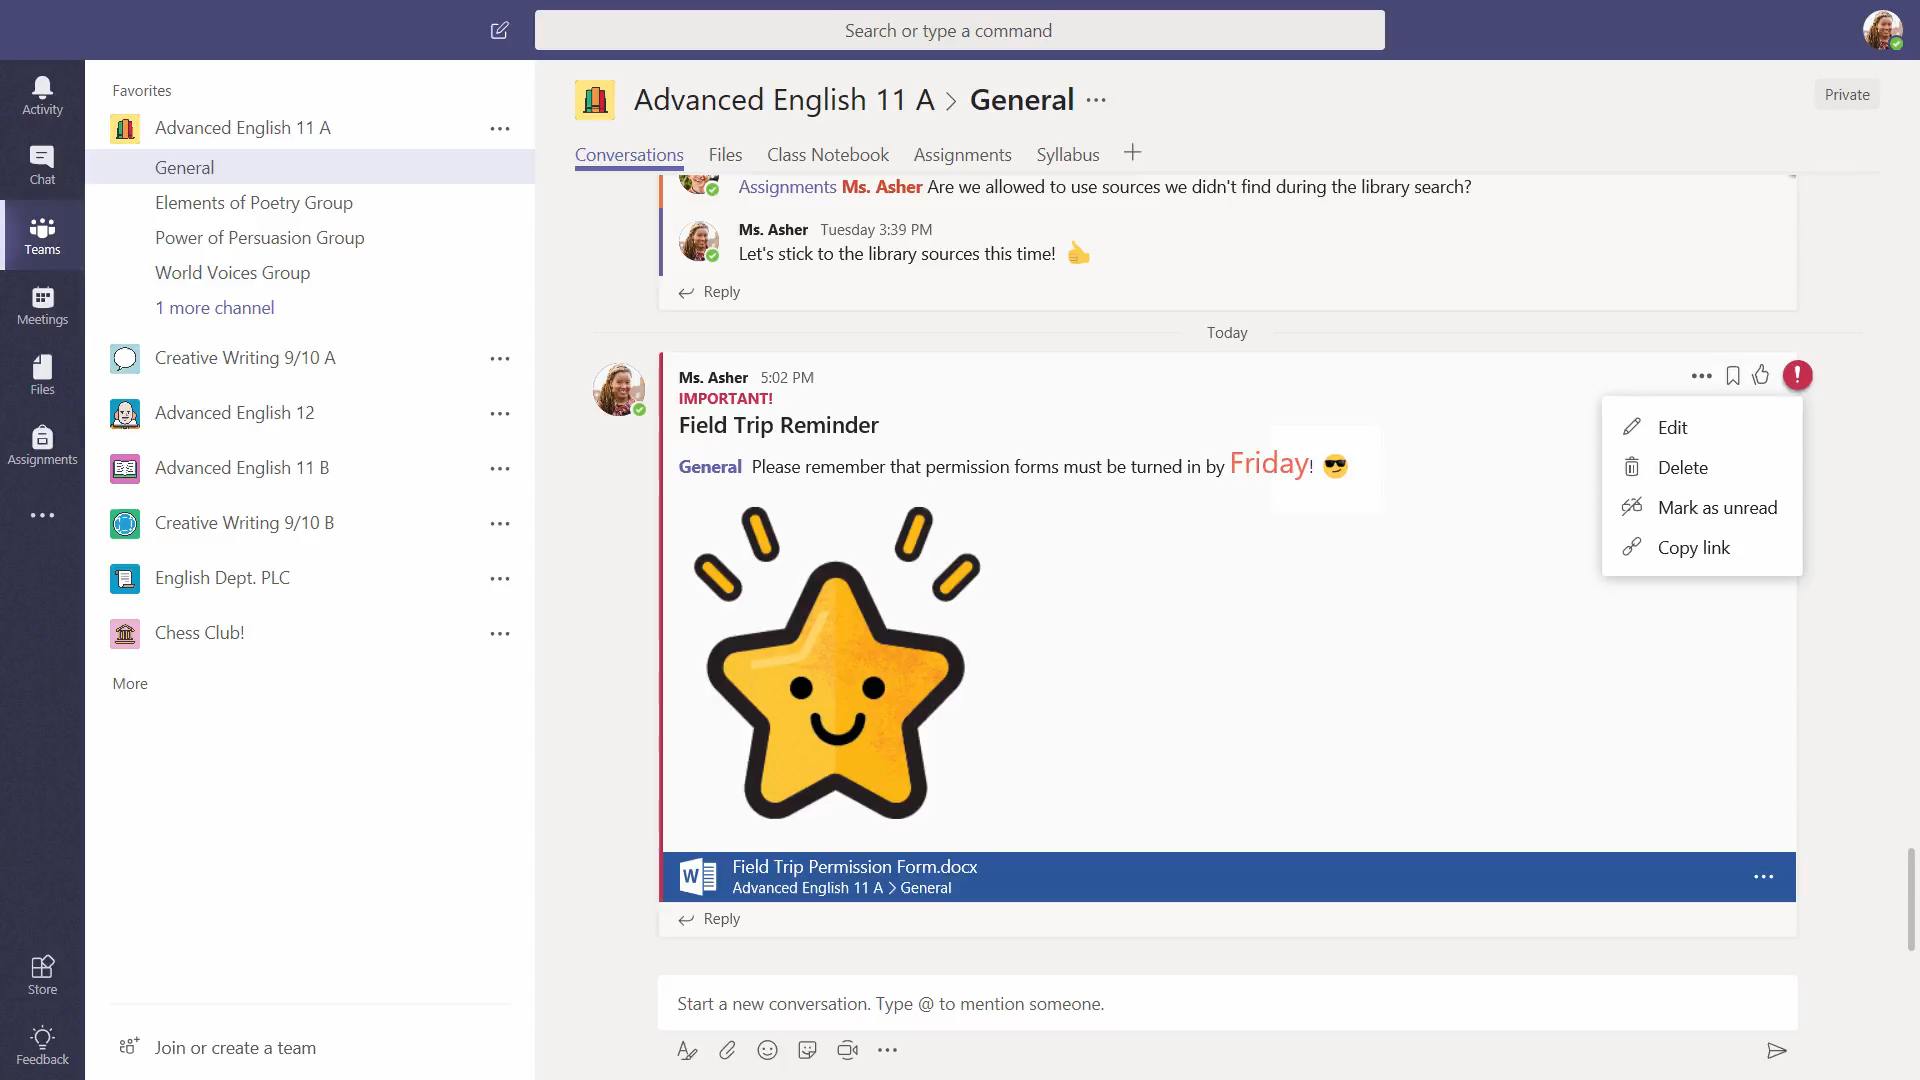 Search or type a command
Activity
Chat
Teams
Meetings
Files
Assignments
Store
Feedback
Favorites
Advanced English 11 A
General
Elements of Poetry Group
Power of Persuasion Group
World Voices Group
1 more channel
Creative Writing 9/10 A
Advanced English 12
Advanced English 11 B
Creative Writing 9/10 B
English Dept. PLC
Chess Club!
More
Join or create a team
Advanced English 11 A > General
Private
Conversations Files Class Notebook Assignments Syllabus
Assignments Ms. Asher Are we allowed to use sources we didn't find during the library search?
Ms. Asher Tuesday 3:39 PM
Let's stick to the library sources this time!
Reply
Today
Ms. Asher 5:02 PM
IMPORTANT!
Field Trip Reminder
General Please remember that permission forms must be turned in by Friday!
Edit
Delete
Mark as unread
Copy link
W
Field Trip Permission Form.docx
Advanced English 11 A > General
Reply
Start a new conversation. Type @ to mention someone.